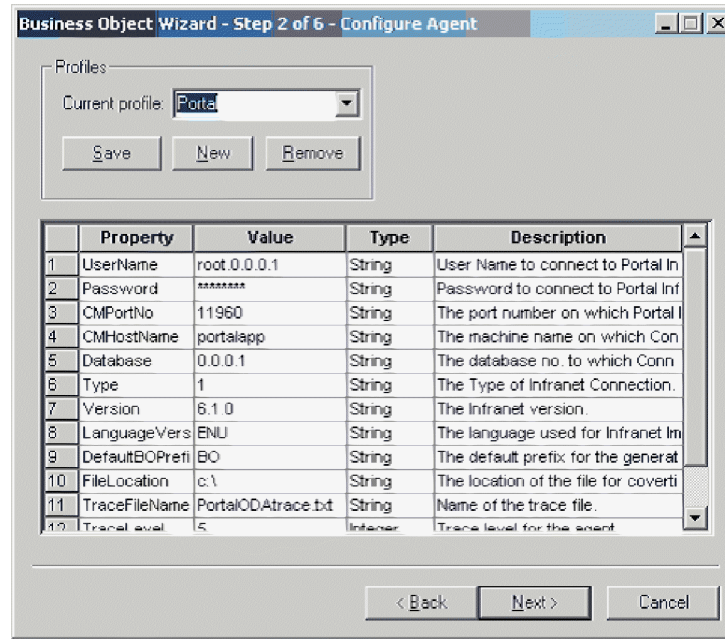 Business Object Wizard - Step 2 of 6 - Configure Agent
Profiles
Current profile: Portal
Save New Remove
Property Value Type Description
1 UserName root.0.0.0.1 String User Name to connect to Portal In
2 Password ******** String Password to connect to Portal Inf
3 CMPortNo 11960 String The port number on which Portal I
4 CMHostName portalapp String The machine name on which Con
5 Database 0.0.0.1 String The database no. to which Conn
6 Type 1 String The Type of Infranet Connection.
7 Version 6.1.0 String The Infranet version.
8 LanguageVers ENU String The language used for Infranet Im
9 DefaultBOPrefi BO String The default prefix for the generat
10 FileLocation c:\ String The location of the file for coverti
11 TraceFileName PortalODAtrace.txt String Name of the trace file.
12 TraceLevel 5 Integer Trace level for the agent
< Back Next > Cancel